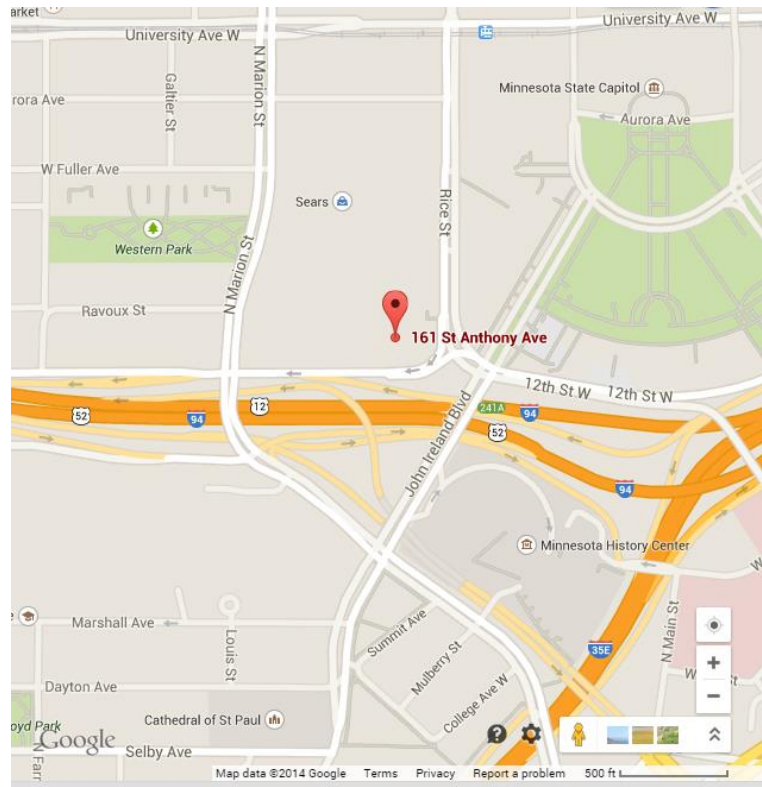 arket
University Ave W
University Ave W
N Marion St
Galtier St
Minnesota State Capitol
rora Ave
Aurora Ave
W Fuller Ave
Sears
Rice St
Western Park
N Marion St
Ravoux St
161 St Anthony Ave
12th St W
12th St W
52
12
94
241A
94
52
John Ireland Blvd
94
Minnesota History Center
Marshall Ave
Louis St
Summit Ave
Mulberry St
N Main St
35E
Dayton Ave
College Ave W
Cathedral of St Paul
oyd Park
Google
Selby Ave
N Farr
Map data ©2014 Google Terms Privacy Report a problem 500 ft